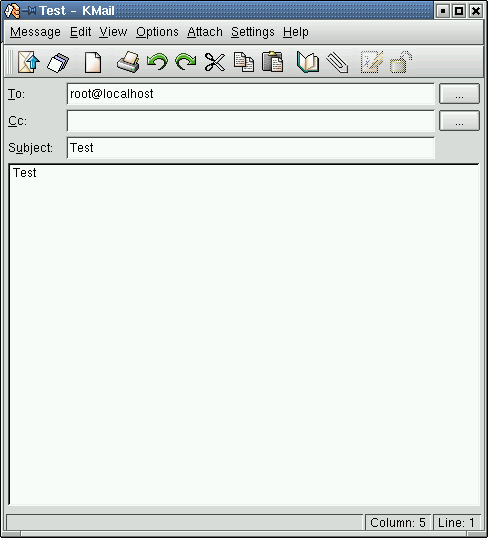 Test - KMail
Message Edit View Options Attach Settings Help
To: root@localhost ...
Cc: ...
Subject: Test
Test
Column: 5 Line: 1